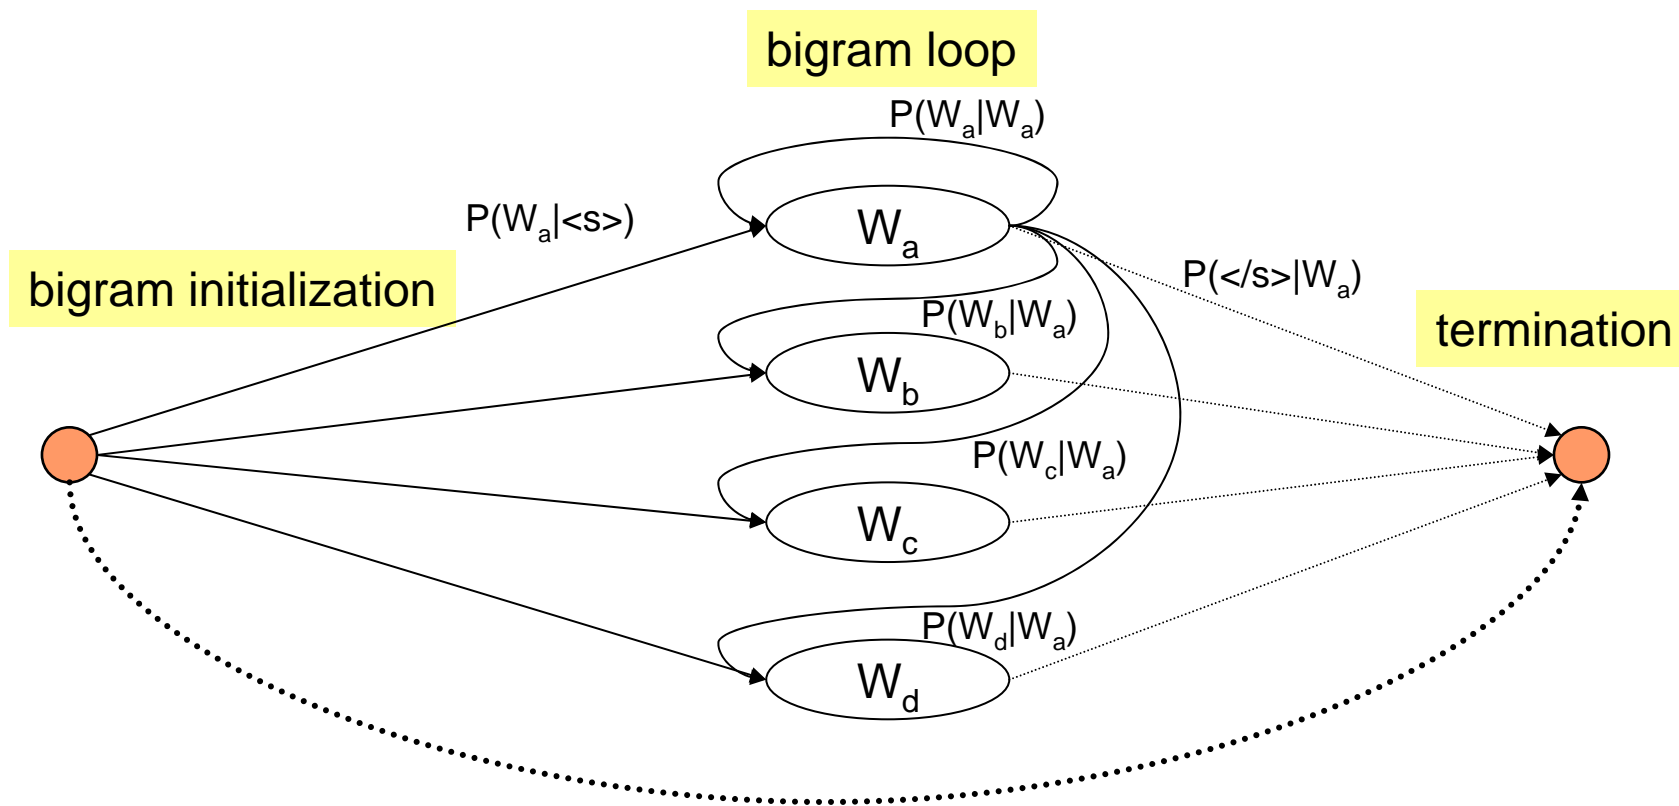 bigram loop
P(Wa|Wa)
P(Wa|<s>)
Wa
bigram initialization
P(</s>|Wa)
P(Wb|Wa)
termination
Wb
P(Wc|Wa)
Wc
P(Wd|Wa)
Wd